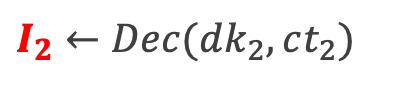 I₂ ← Dec(dk₂, ct₂)